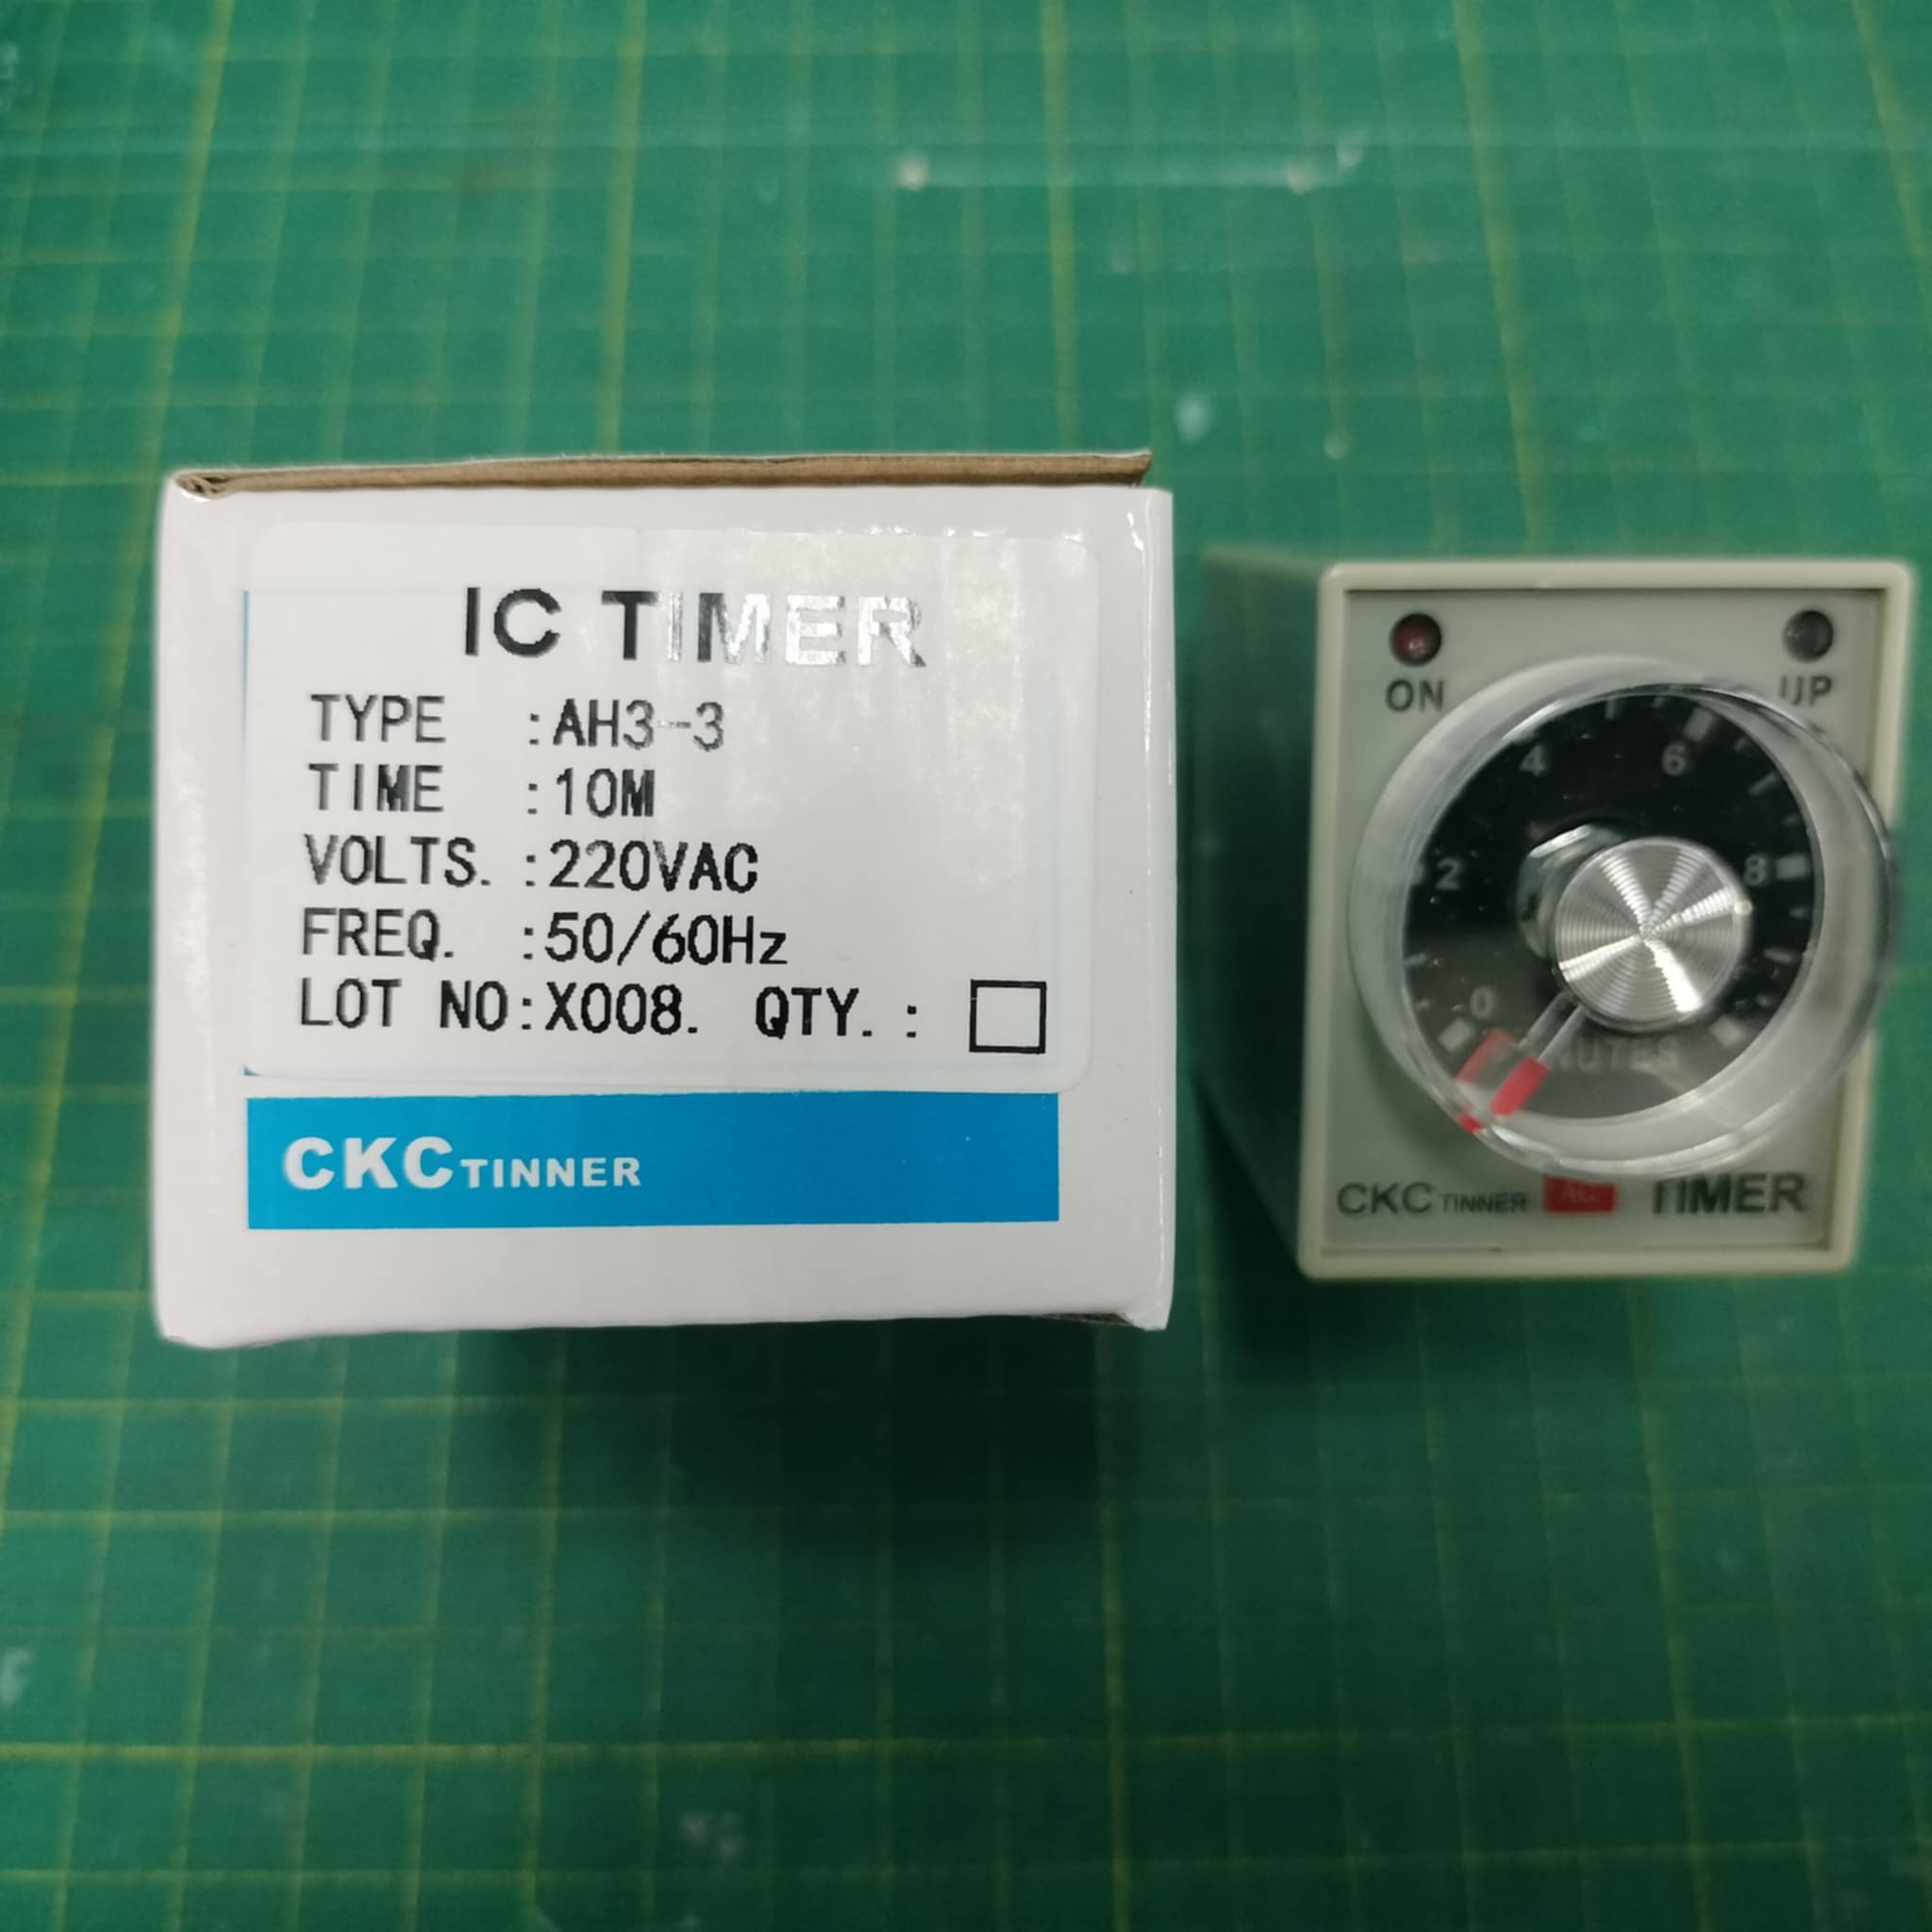 IC TIMER
TYPE :AH3-3
TIME :10M
VOLTS. :220VAC
FREQ. :50/60Hz
LOT NO:X008. QTY. :
CKC TINNER
ON UP
4 6
2 8
0
CKC TINNER AC TIMER